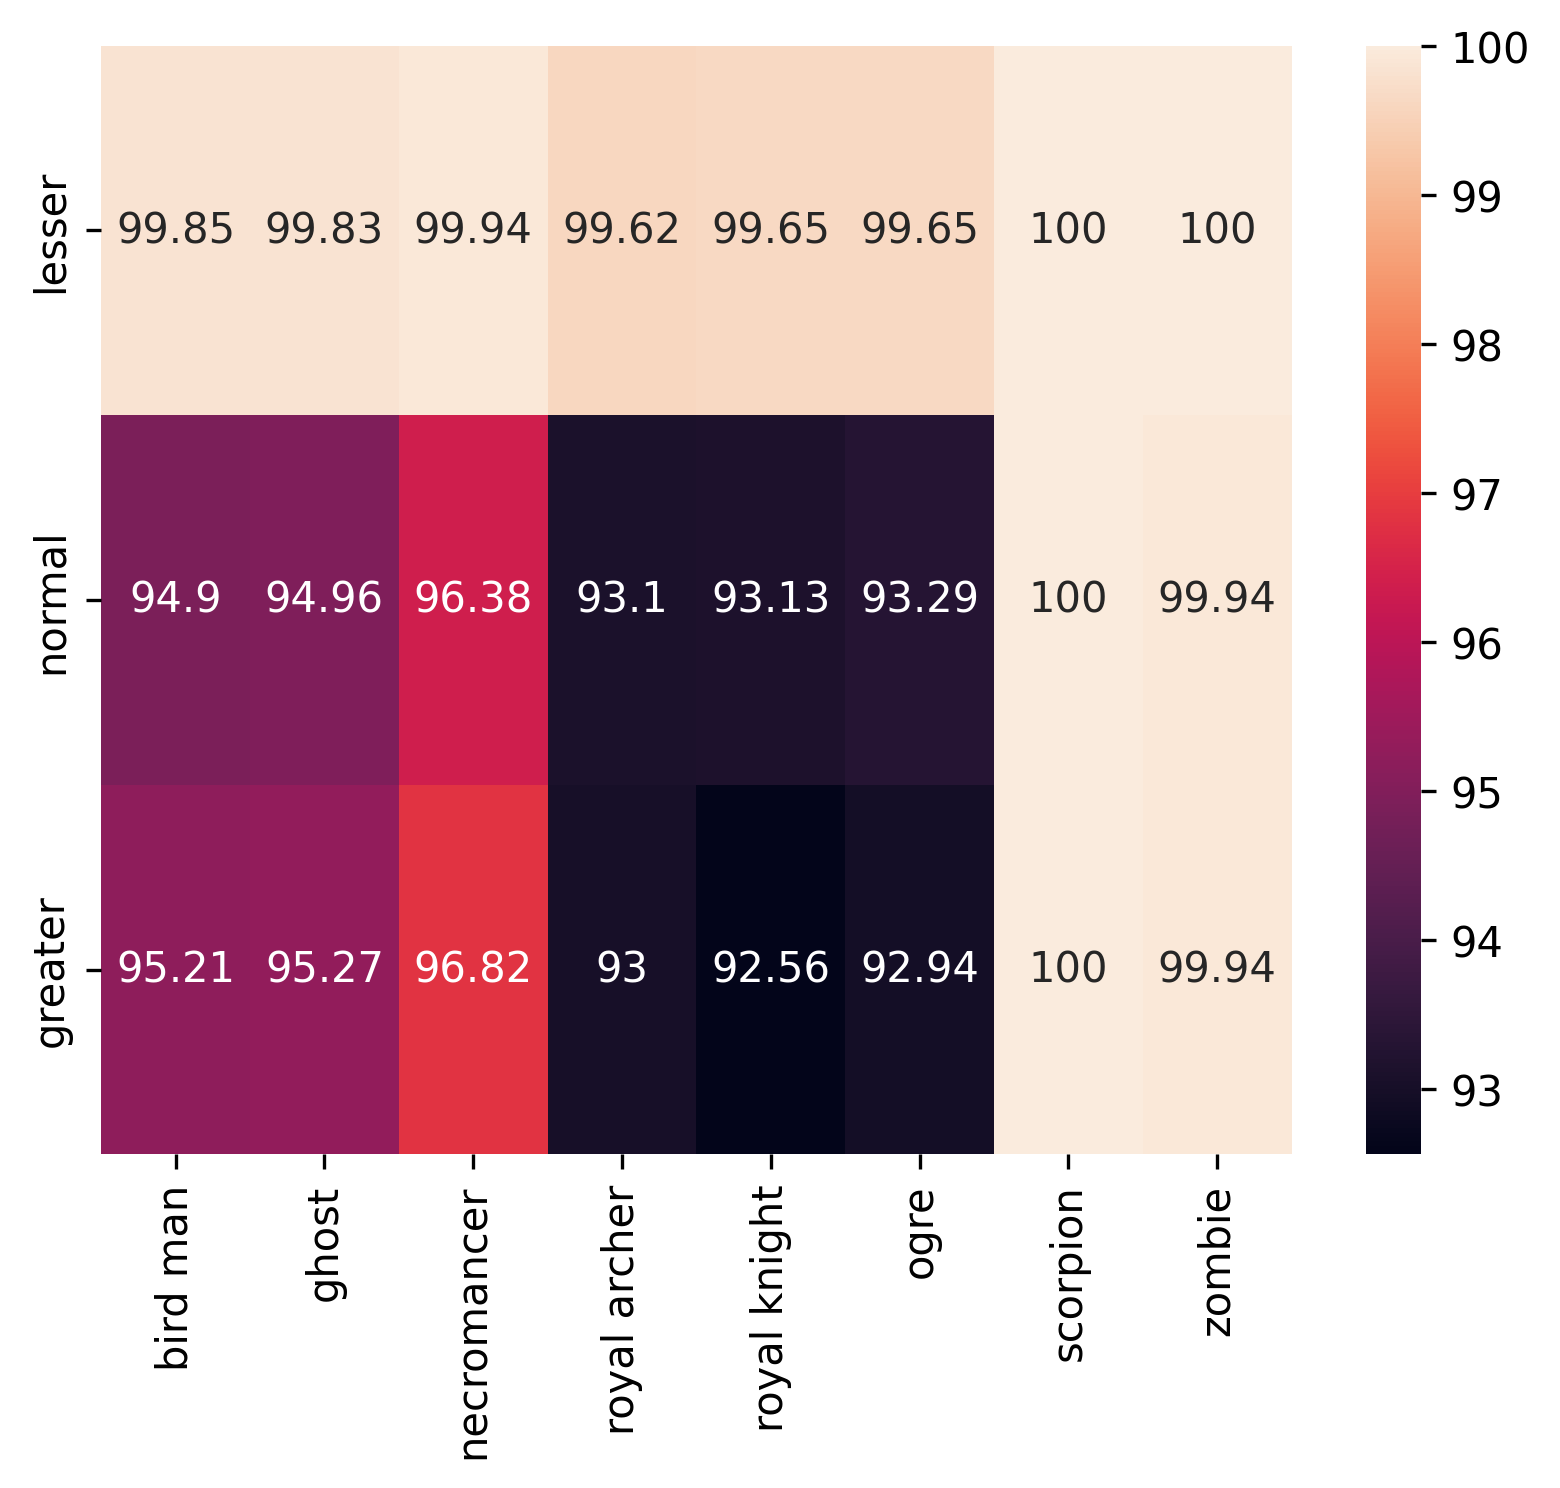 lesser 99.85 99.83 99.94 99.62 99.65 99.65 100 100
normal 94.9 94.96 96.38 93.1 93.13 93.29 100 99.94
greater 95.21 95.27 96.82 93 92.56 92.94 100 99.94
bird man
ghost
necromancer
royal archer
royal knight
ogre
scorpion
zombie
100
99
98
97
96
95
94
93